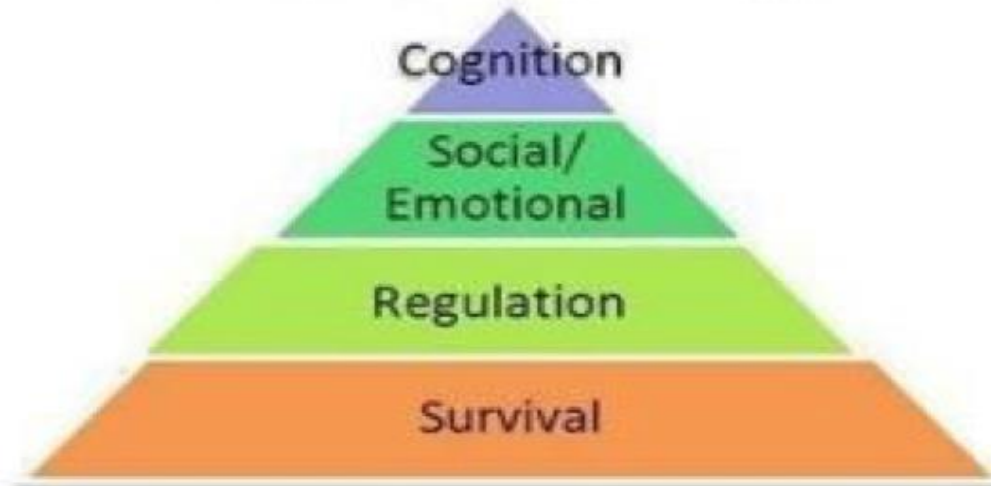 Cognition
Social/
Emotional
Regulation
Survival